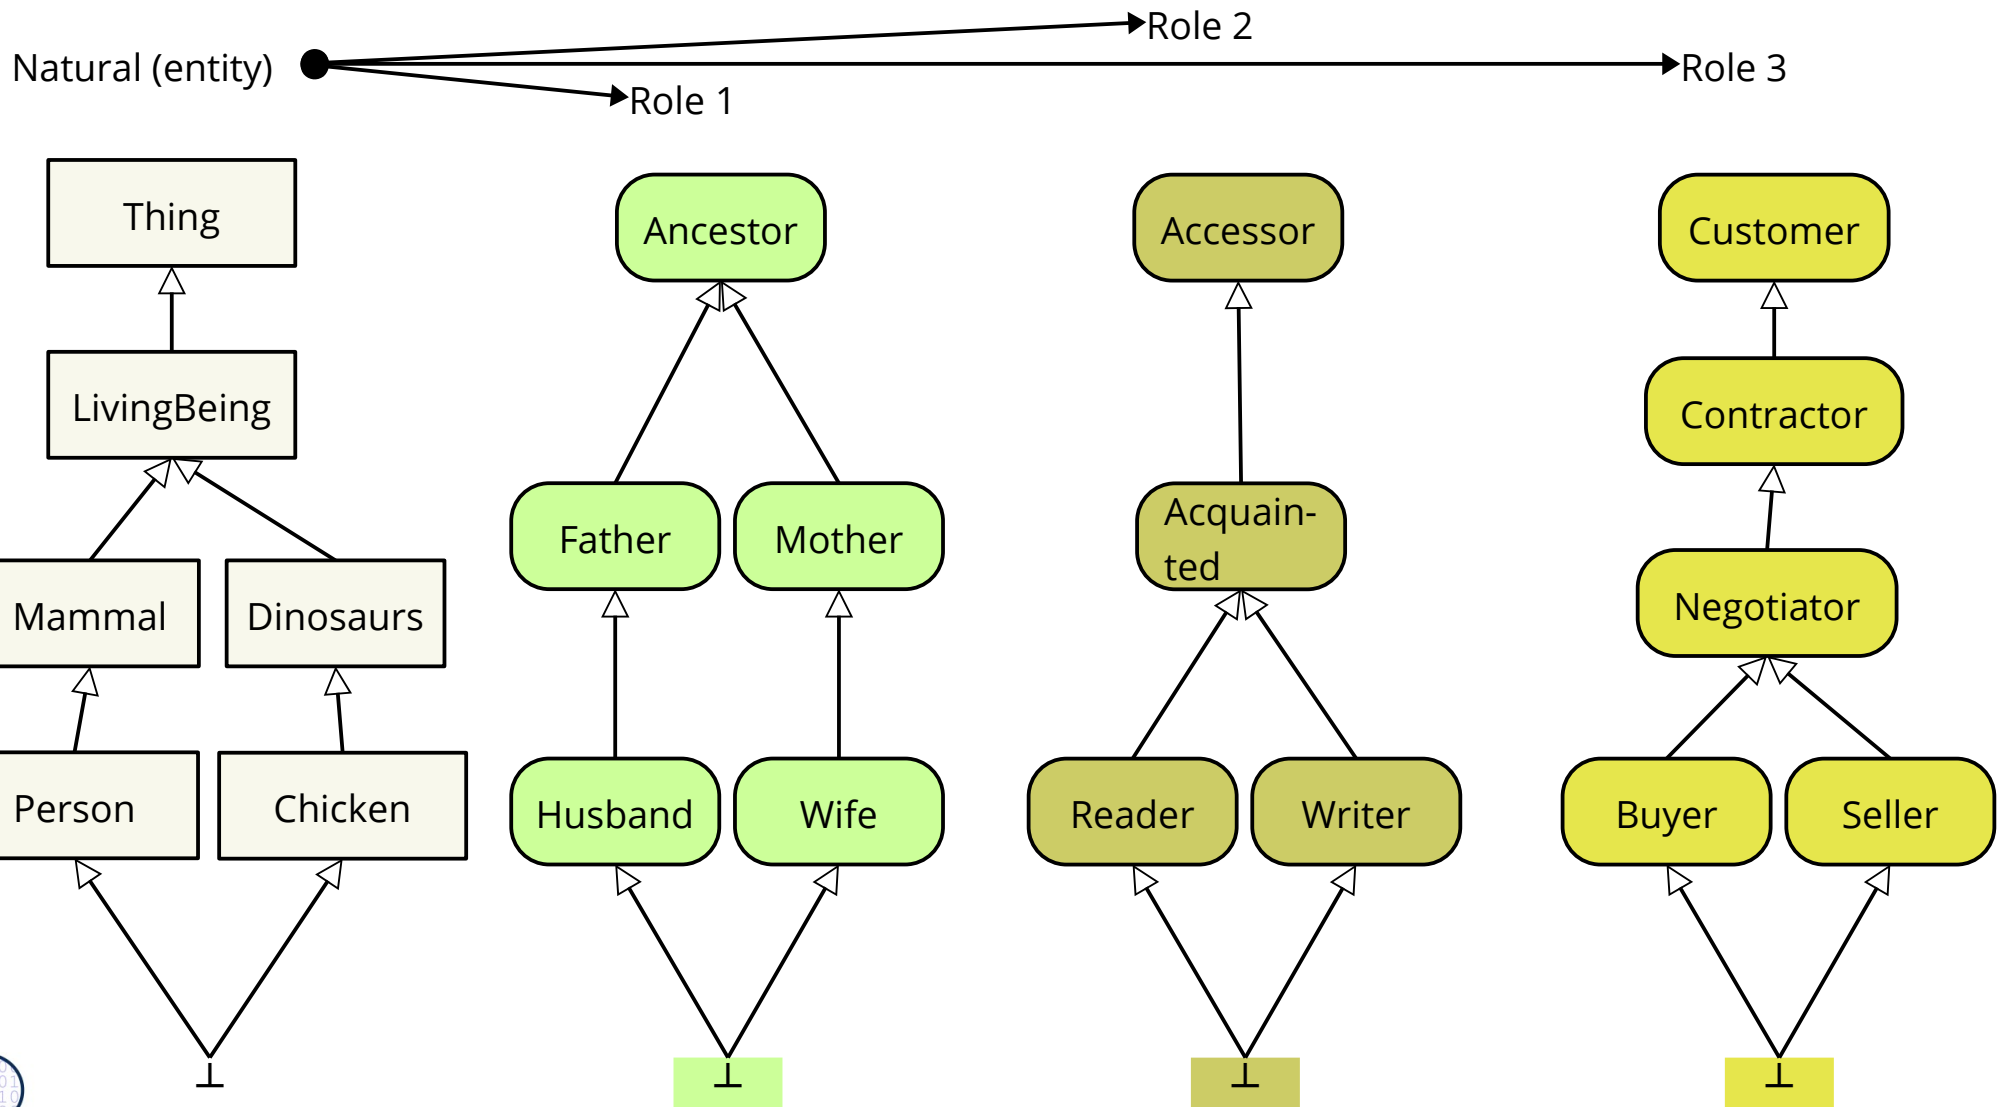 Role 2
Natural (entity)
Role 3
Role 1
Thing
Ancestor
Accessor
Customer
LivingBeing
Contractor
Acquain-
ted
Father
Mother
Negotiator
Mammal
Dinosaurs
Person
Chicken
Husband
Wife
Reader
Writer
Buyer
Seller
⊥
⊥
⊥
⊥